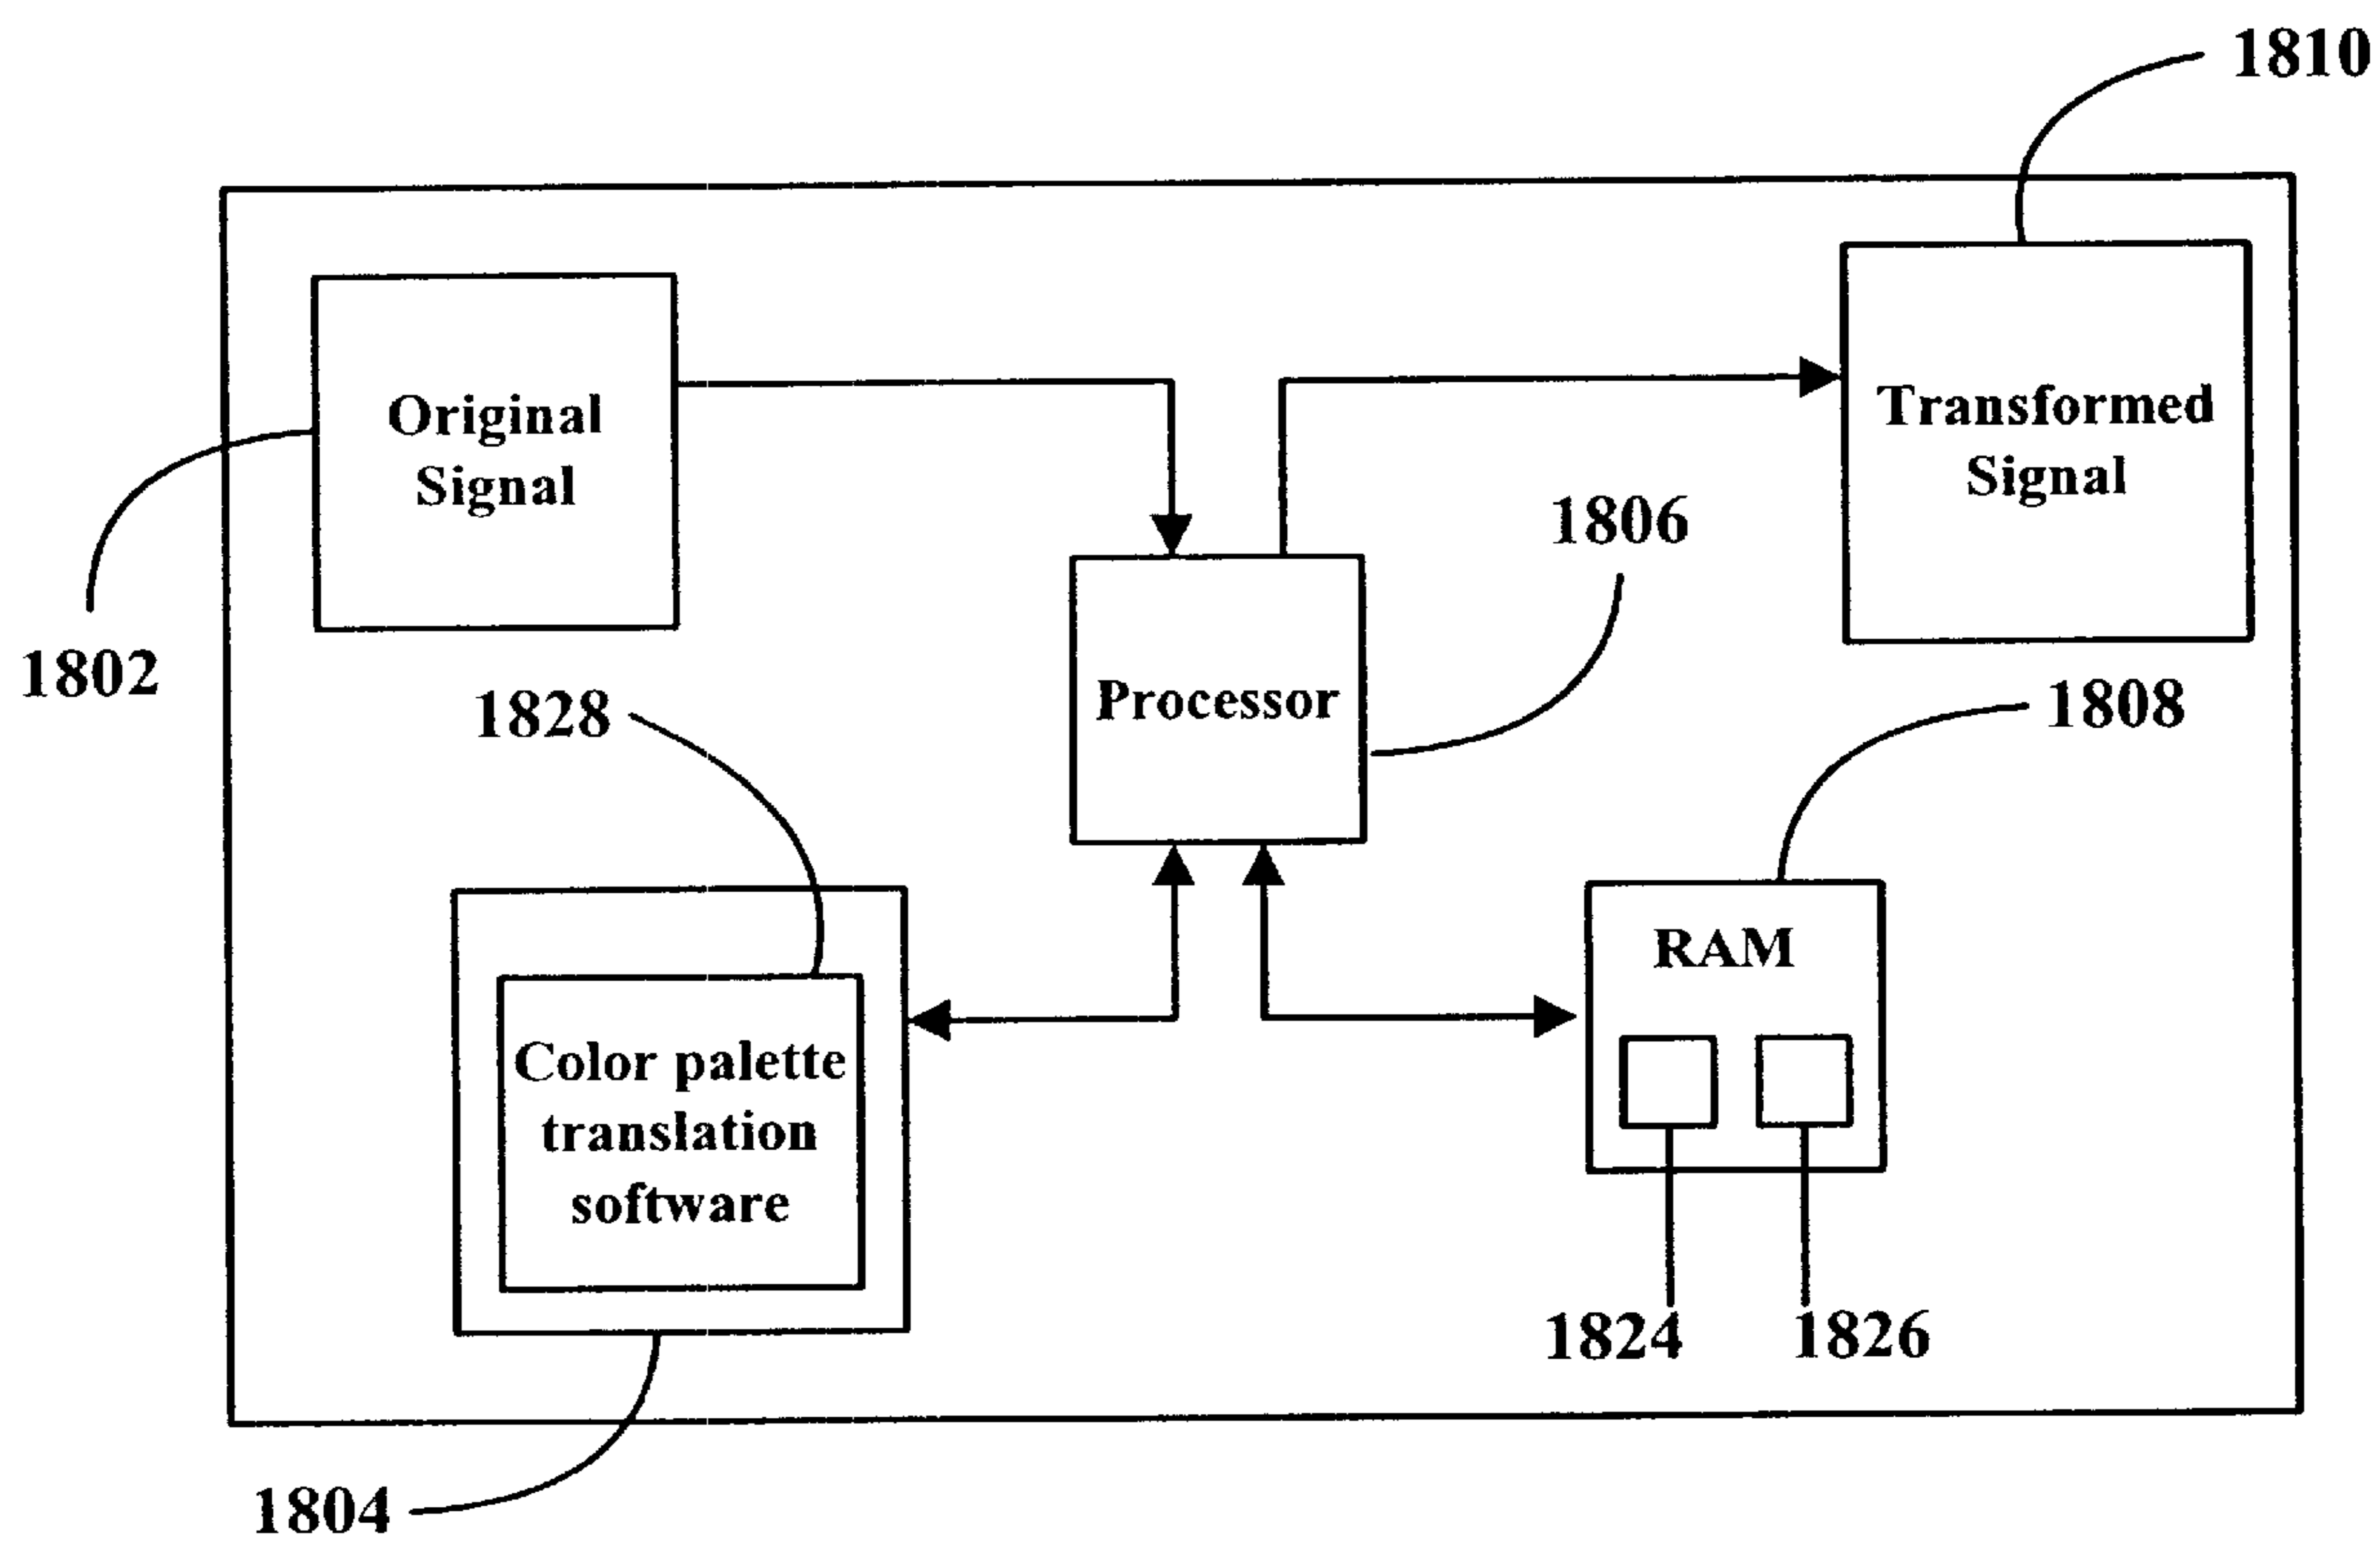 1810
Original
Signal
Transformed
Signal
1806
1802
1828
Processor
1808
RAM
Color palette
translation
software
1824
1826
1804